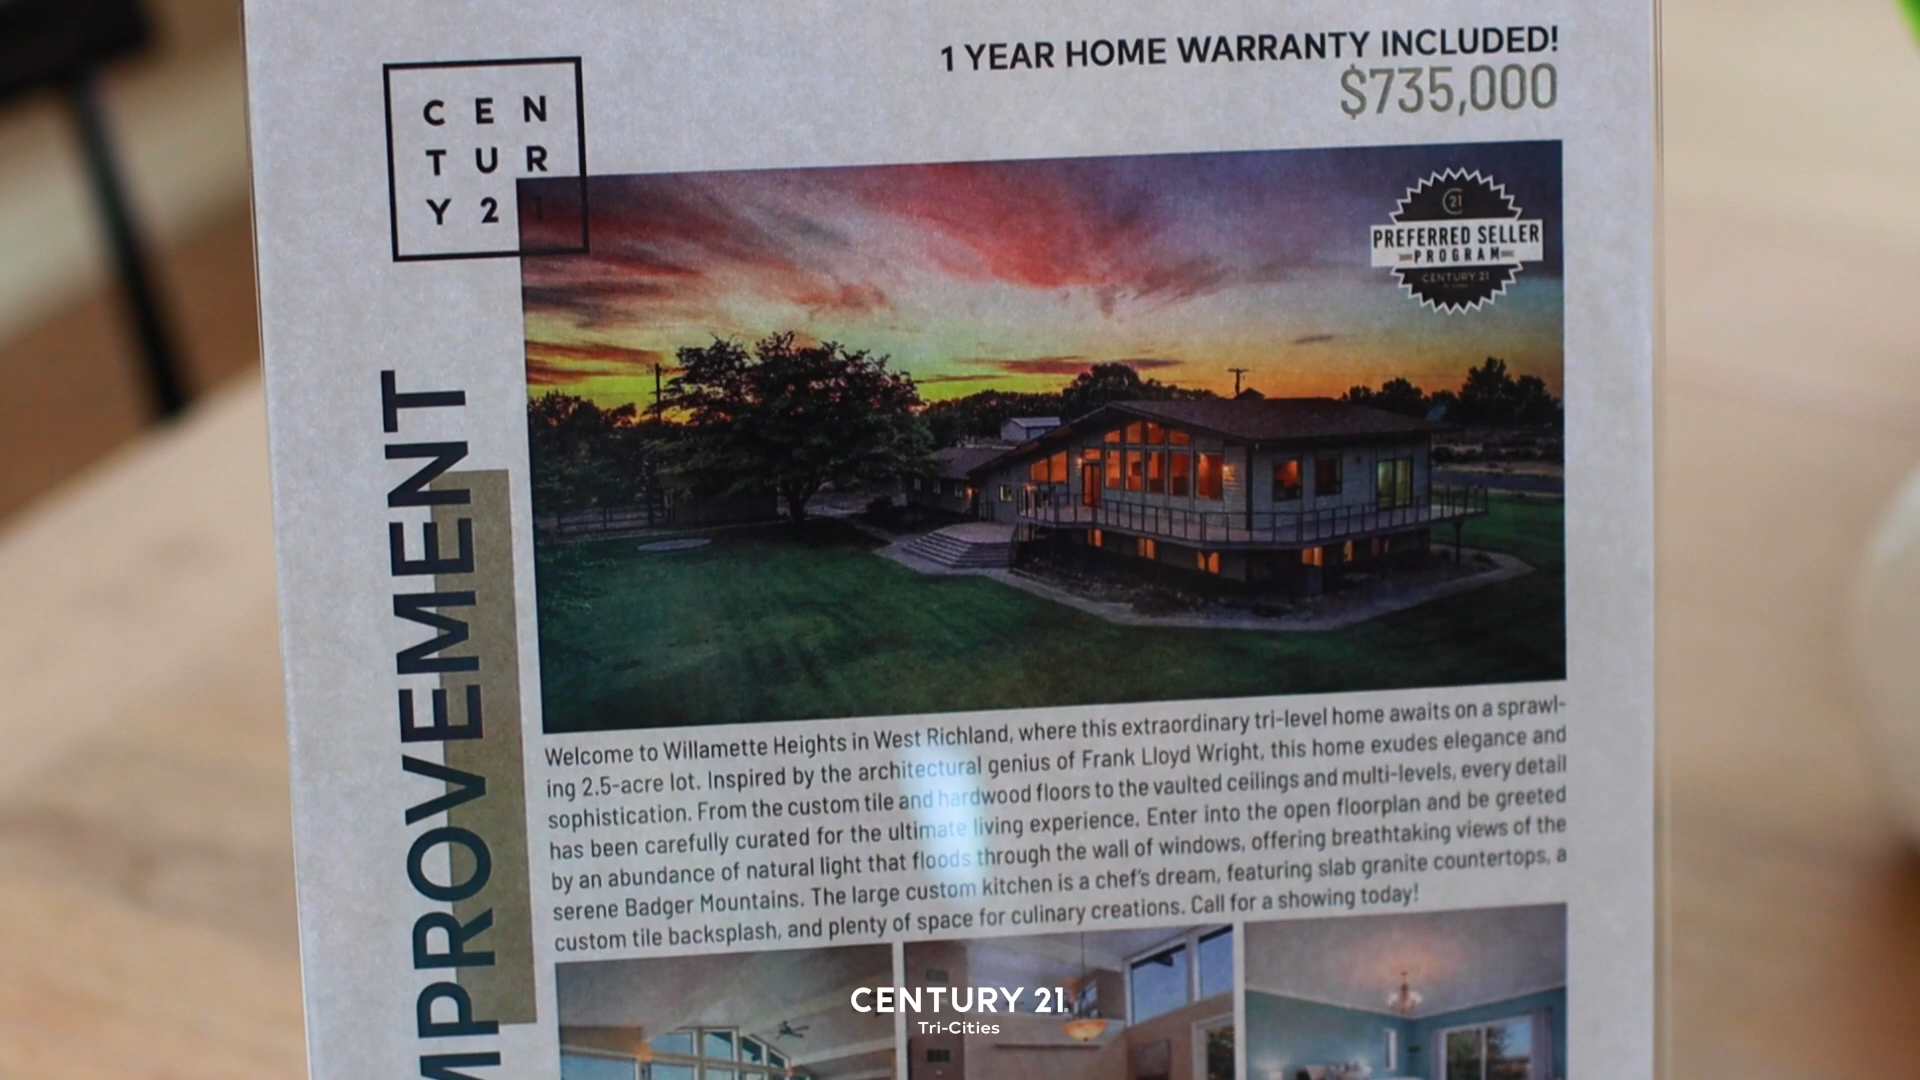 1 YEAR HOME WARRANTY INCLUDED!
$735,000
C E N
T U R
Y 2 1
C21
PREFERRED SELLER
PROGRAM
CENTURY 21
MPROVEMENT
Welcome to Willamette Heights in West Richland, where this extraordinary tri-level home awaits on a sprawl-
ing 2.5-acre lot. Inspired by the architectural genius of Frank Lloyd Wright, this home exudes elegance and
sophistication. From the custom tile and hardwood floors to the vaulted ceilings and multi-levels, every detail
has been carefully curated for the ultimate living experience. Enter into the open floorplan and be greeted
by an abundance of natural light that floods through the wall of windows, offering breathtaking views of the
serene Badger Mountains. The large custom kitchen is a chef's dream, featuring slab granite countertops, a
custom tile backsplash, and plenty of space for culinary creations. Call for a showing today!
CENTURY 21
Tri-Cities